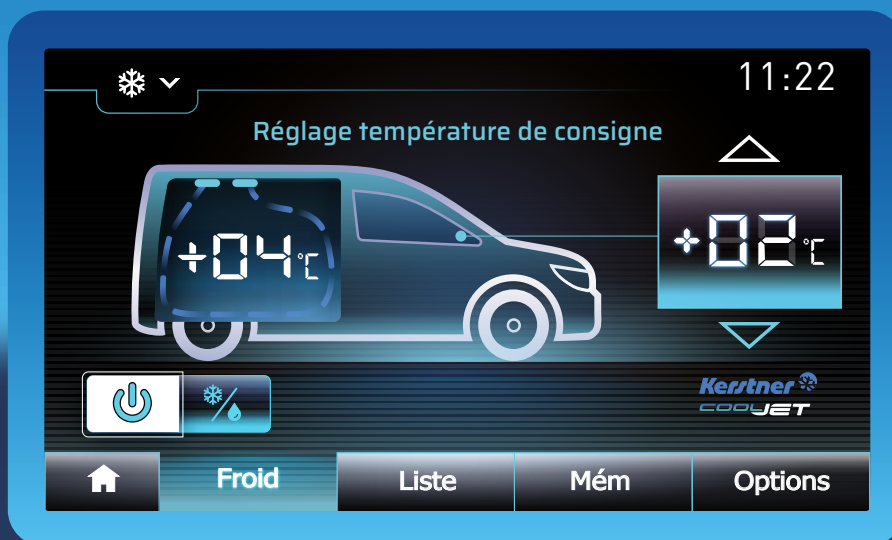 11:22
Réglage température de consigne
+04°C
+02°C
Kerstner
COOLJET
Froid
Liste
Mém
Options